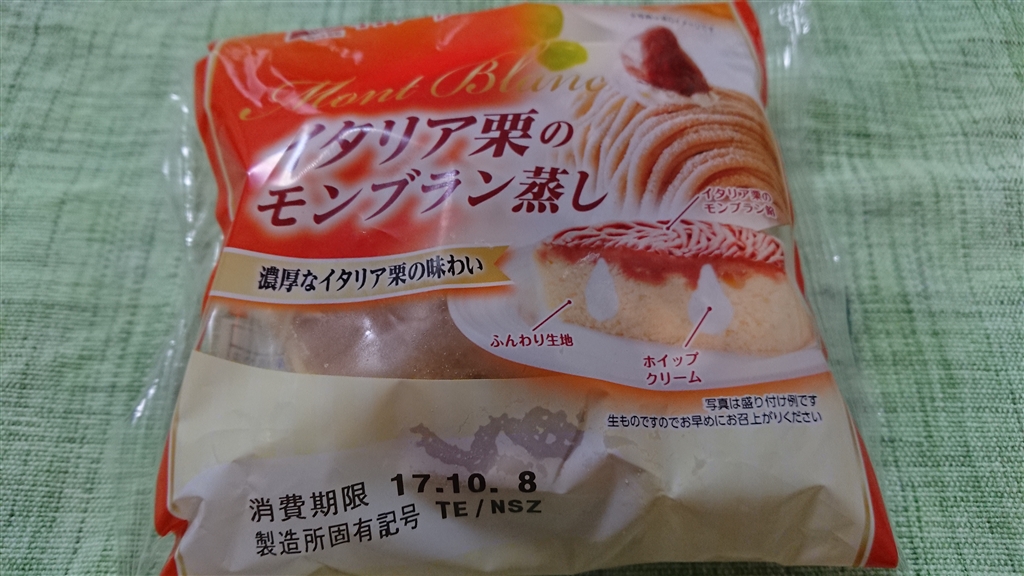 Mont Blanc
イタリア栗の
モンブラン蒸し
イタリア栗の
モンブラン餡
濃厚なイタリア栗の味わい
ふんわり生地
ホイップ
クリーム
写真は盛り付け例です
生ものですのでお早めにお召上がりください
消費期限 17.10. 8
製造所固有記号 TE/NSZ